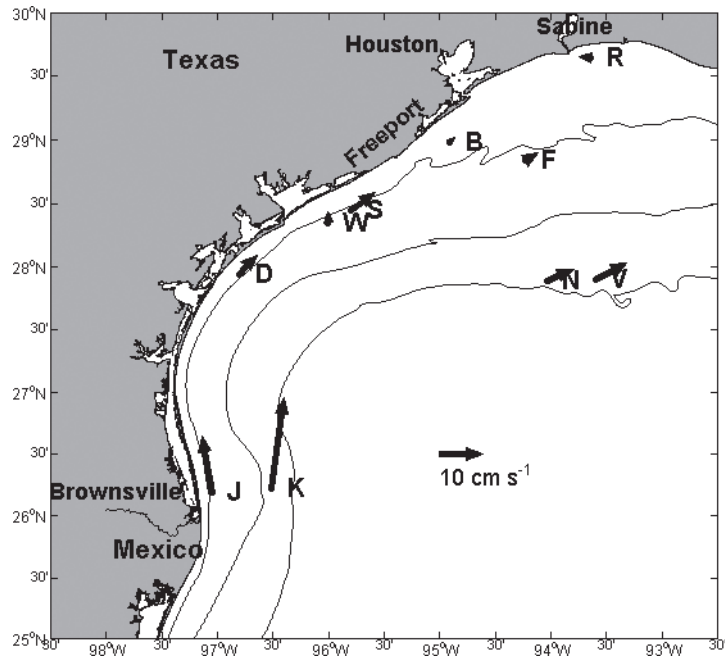 30°N
Sabine
Houston
Texas
R
30'
Freeport
29°N
B
F
30'
W
S
28°N
D
N
V
30'
27°N
30'
10 cm s-1
Brownsville
J
K
26°N
Mexico
30'
25°N
30' 98°W 30' 97°W 30' 96°W 30' 95°W 30' 94°W 30' 93°W 30'